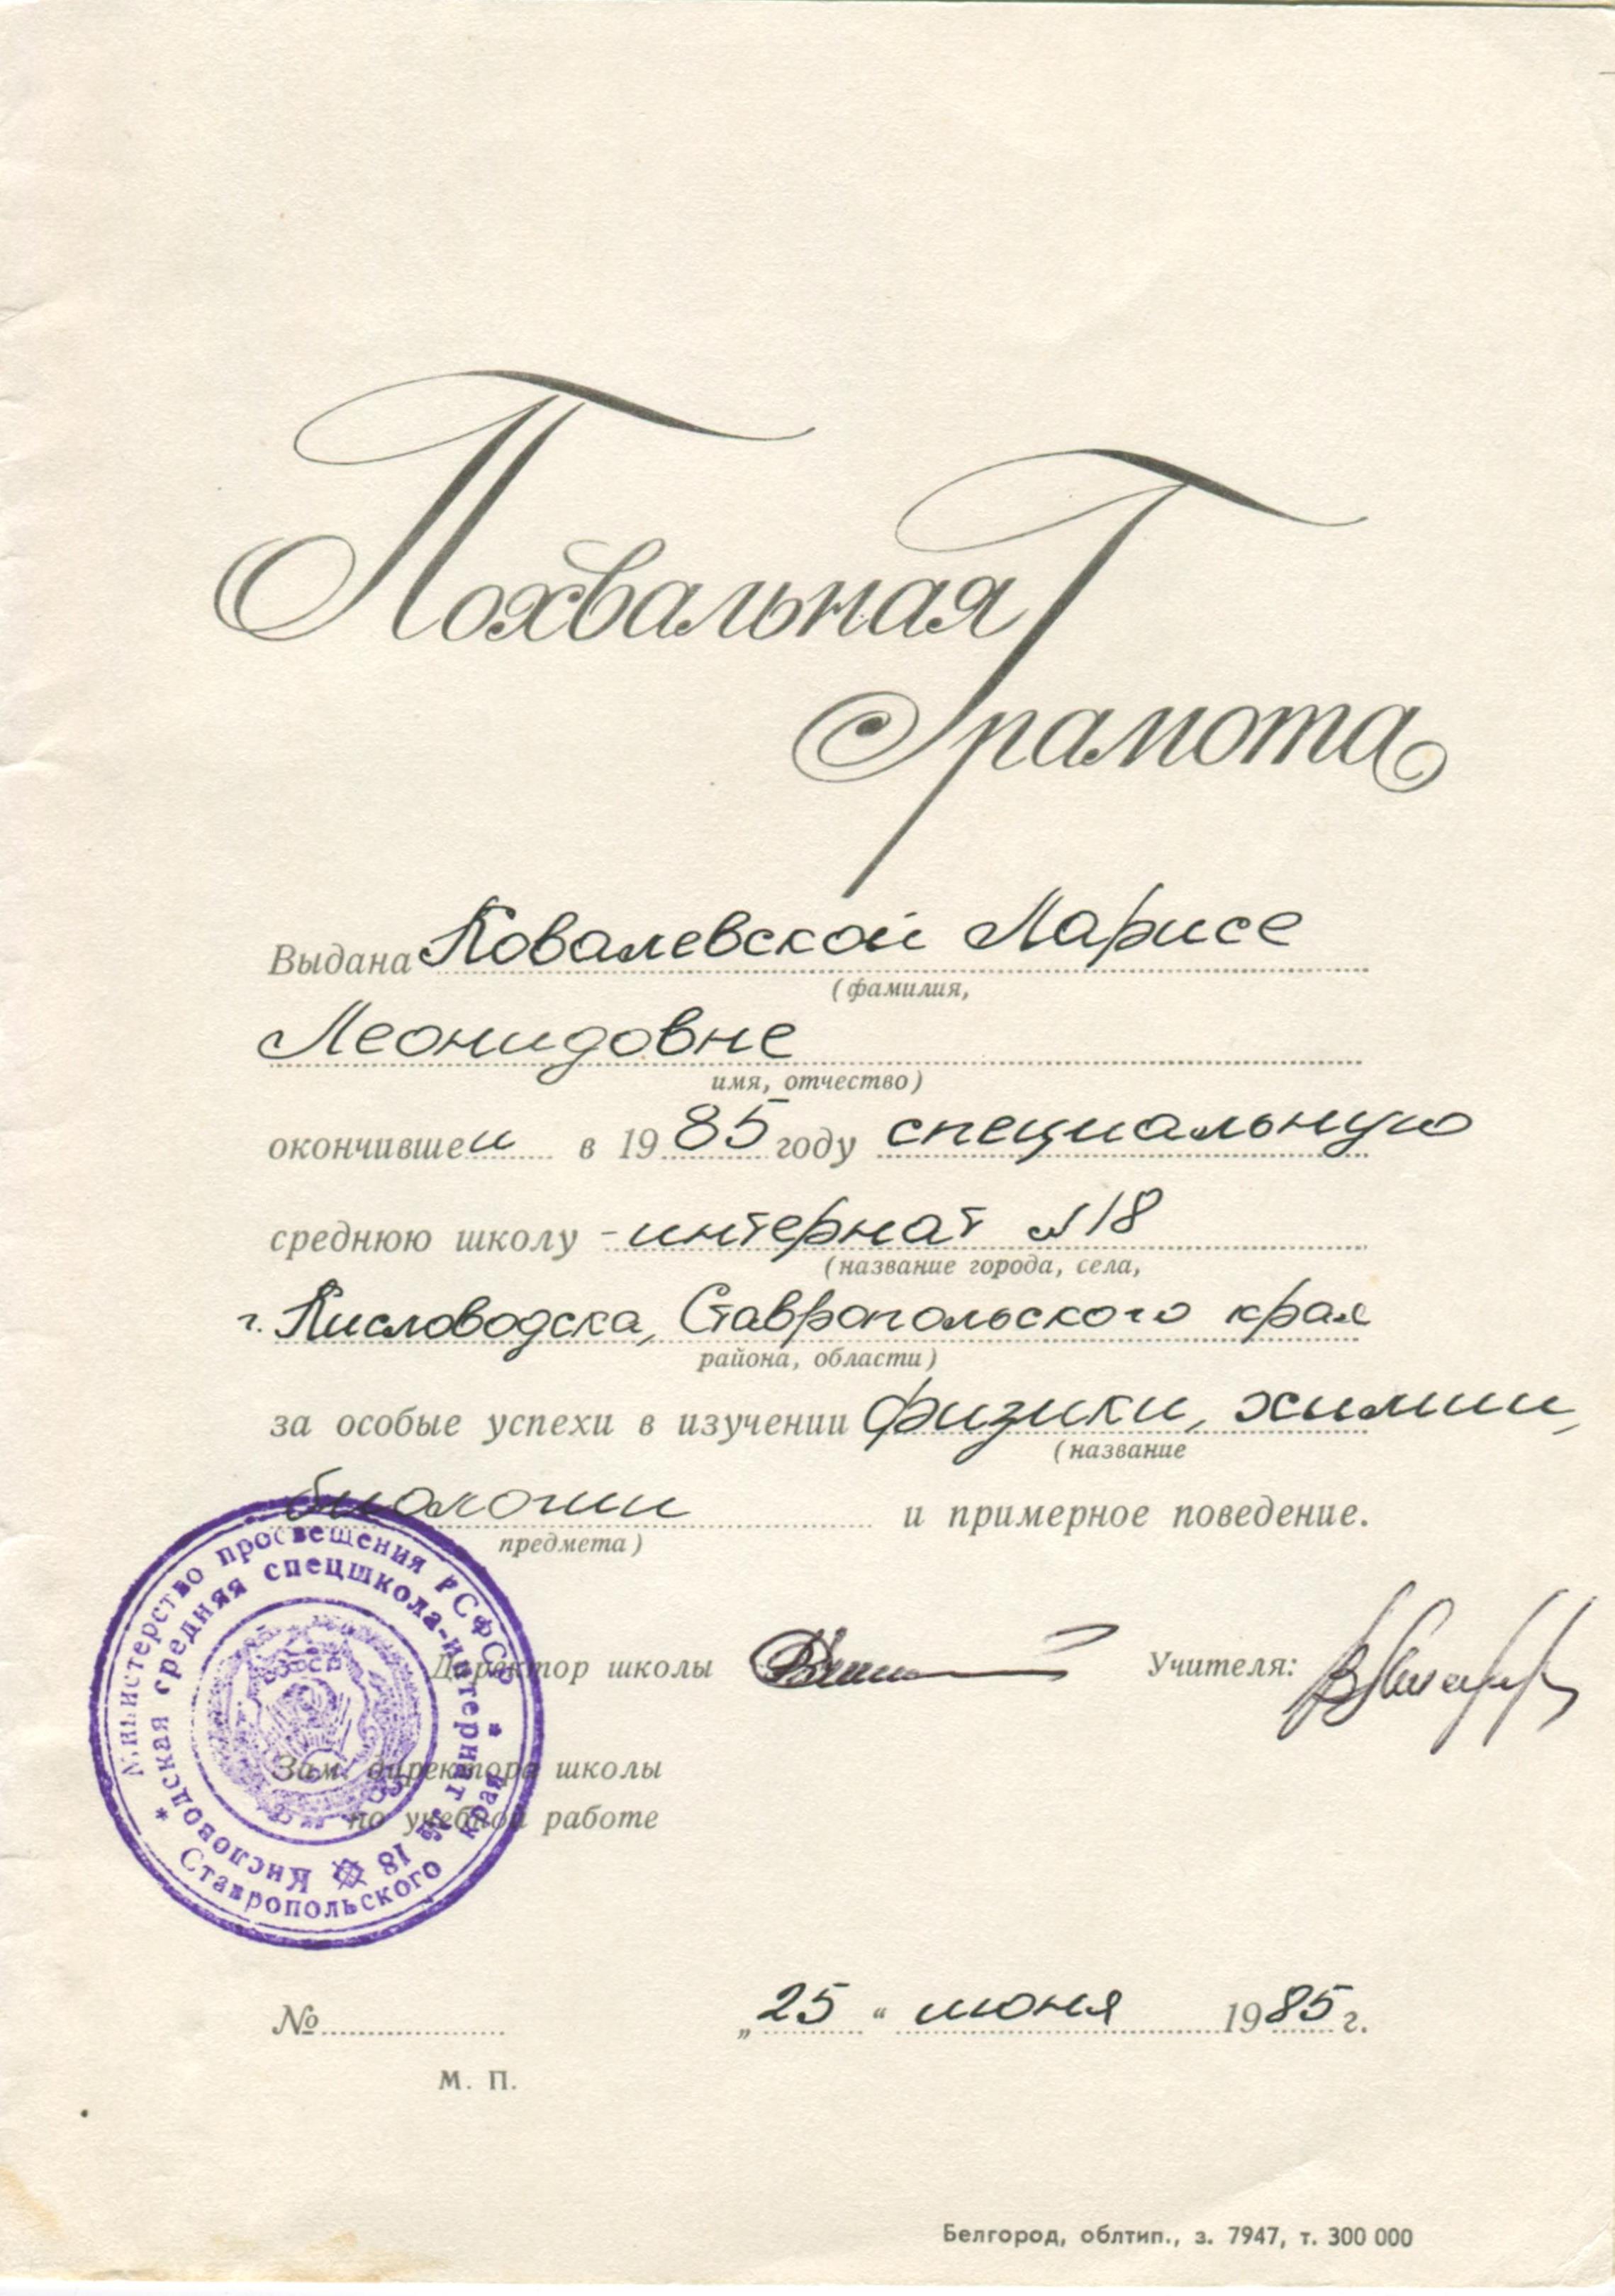 Похвальная
Грамота
Выдана Ковалевской Ларисе
(фамилия,
Леонидовне
имя, отчество)
окончившей в 1985 году специальную
среднюю школу - интернат №18
(название города, села,
г. Кисловодска, Ставропольского края
района, области)
за особые успехи в изучении физики, химии,
(название
биологии и примерное поведение.
предмета)
Министерство просвещения РСФСР * Ставропольского края *
Кисловодская средняя спецшкола-интернат № 18
Директор школы Учителя:
Зам. директора школы
по учебной работе
№ „25“ июня 1985 г.
М. П.
Белгород, облтип., з. 7947, т. 300 000